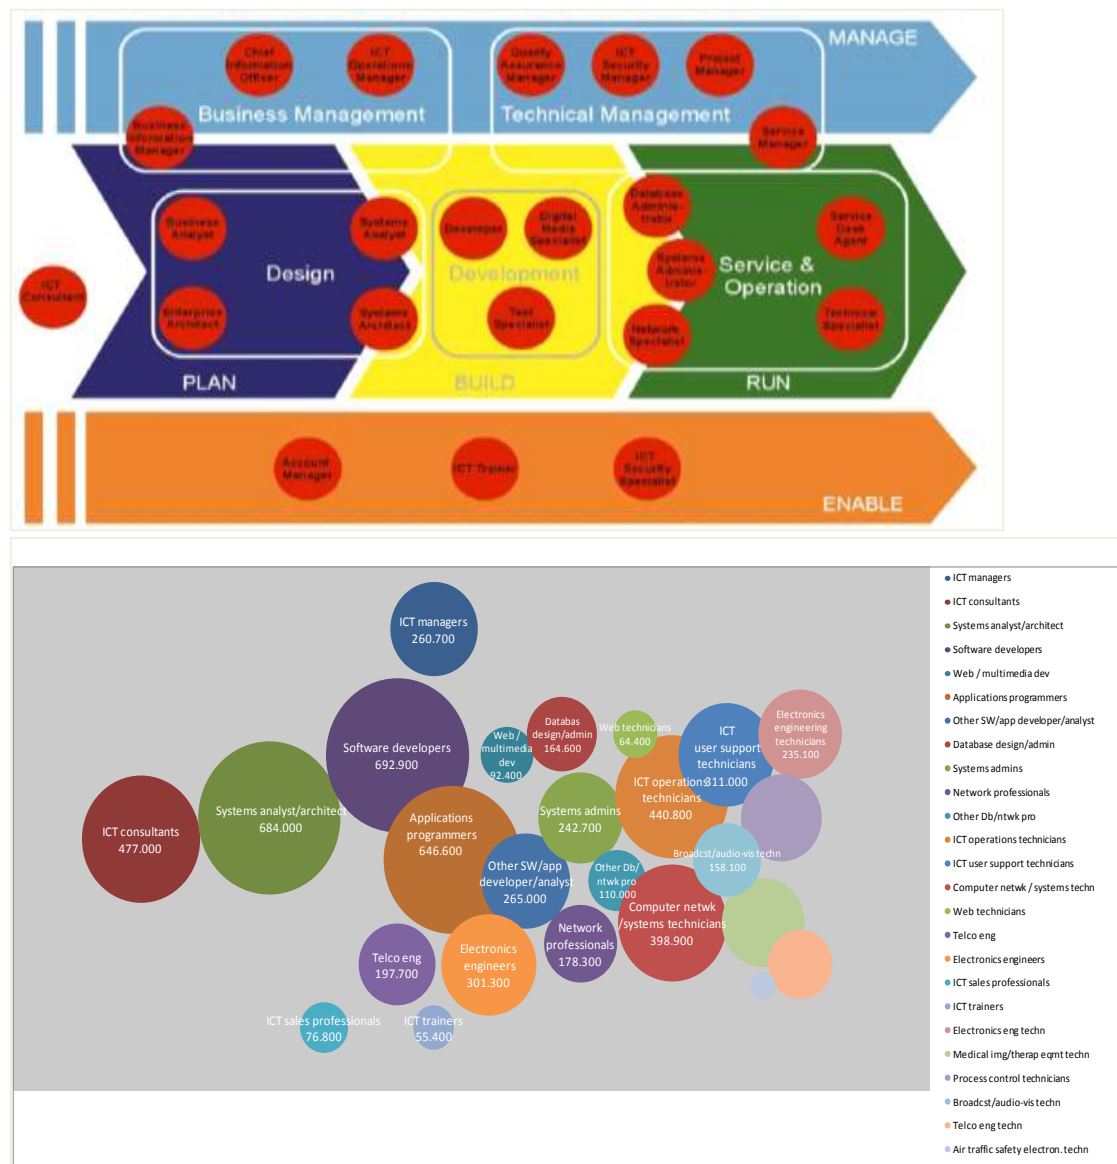 MANAGE
Chief
Information
Officer
ICT
Operations
Manager
Quality
Assurance
Manager
ICT
Security
Manager
Project
Manager
Business Management
Technical Management
Business
Information
Manager
Service
Manager
Business
Analyst
Systems
Analyst
Developer
Digital
Media
Specialist
Database
Administra-
trator
Service
Desk
Agent
Design
Development
Systems
Administra-
trator
Service &
Operation
ICT
Consultant
Enterprise
Architect
Systems
Architect
Test
Specialist
Network
Specialist
Technical
Specialist
PLAN
BUILD
RUN
Account
Manager
ICT Trainer
ICT
Security
Specialist
ENABLE
ICT managers
260.700
Software developers
692.900
Web /
multimedia
dev
92.400
Databas
design/admin
164.600
Web technicians
64.400
ICT
user support
technicians
311.000
Electronics
engineering
technicians
235.100
ICT consultants
477.000
Systems analyst/architect
684.000
Applications
programmers
646.600
Systems admins
242.700
ICT operations
technicians
440.800
Other SW/app
developer/analyst
265.000
Other Db/
ntwk pro
110.000
Broadcst/audio-vis techn
158.100
Computer netwk
/systems technicians
398.900
Network
professionals
178.300
Telco eng
197.700
Electronics
engineers
301.300
ICT sales professionals
76.800
ICT trainers
55.400
ICT managers
ICT consultants
Systems analyst/architect
Software developers
Web / multimedia dev
Applications programmers
Other SW/app developer/analyst
Database design/admin
Systems admins
Network professionals
Other Db/ntwk pro
ICT operations technicians
ICT user support technicians
Computer netwk / systems techn
Web technicians
Telco eng
Electronics engineers
ICT sales professionals
ICT trainers
Electronics eng techn
Medical img/therap eqmt techn
Process control technicians
Broadcst/audio-vis techn
Telco eng techn
Air traffic safety electron. techn